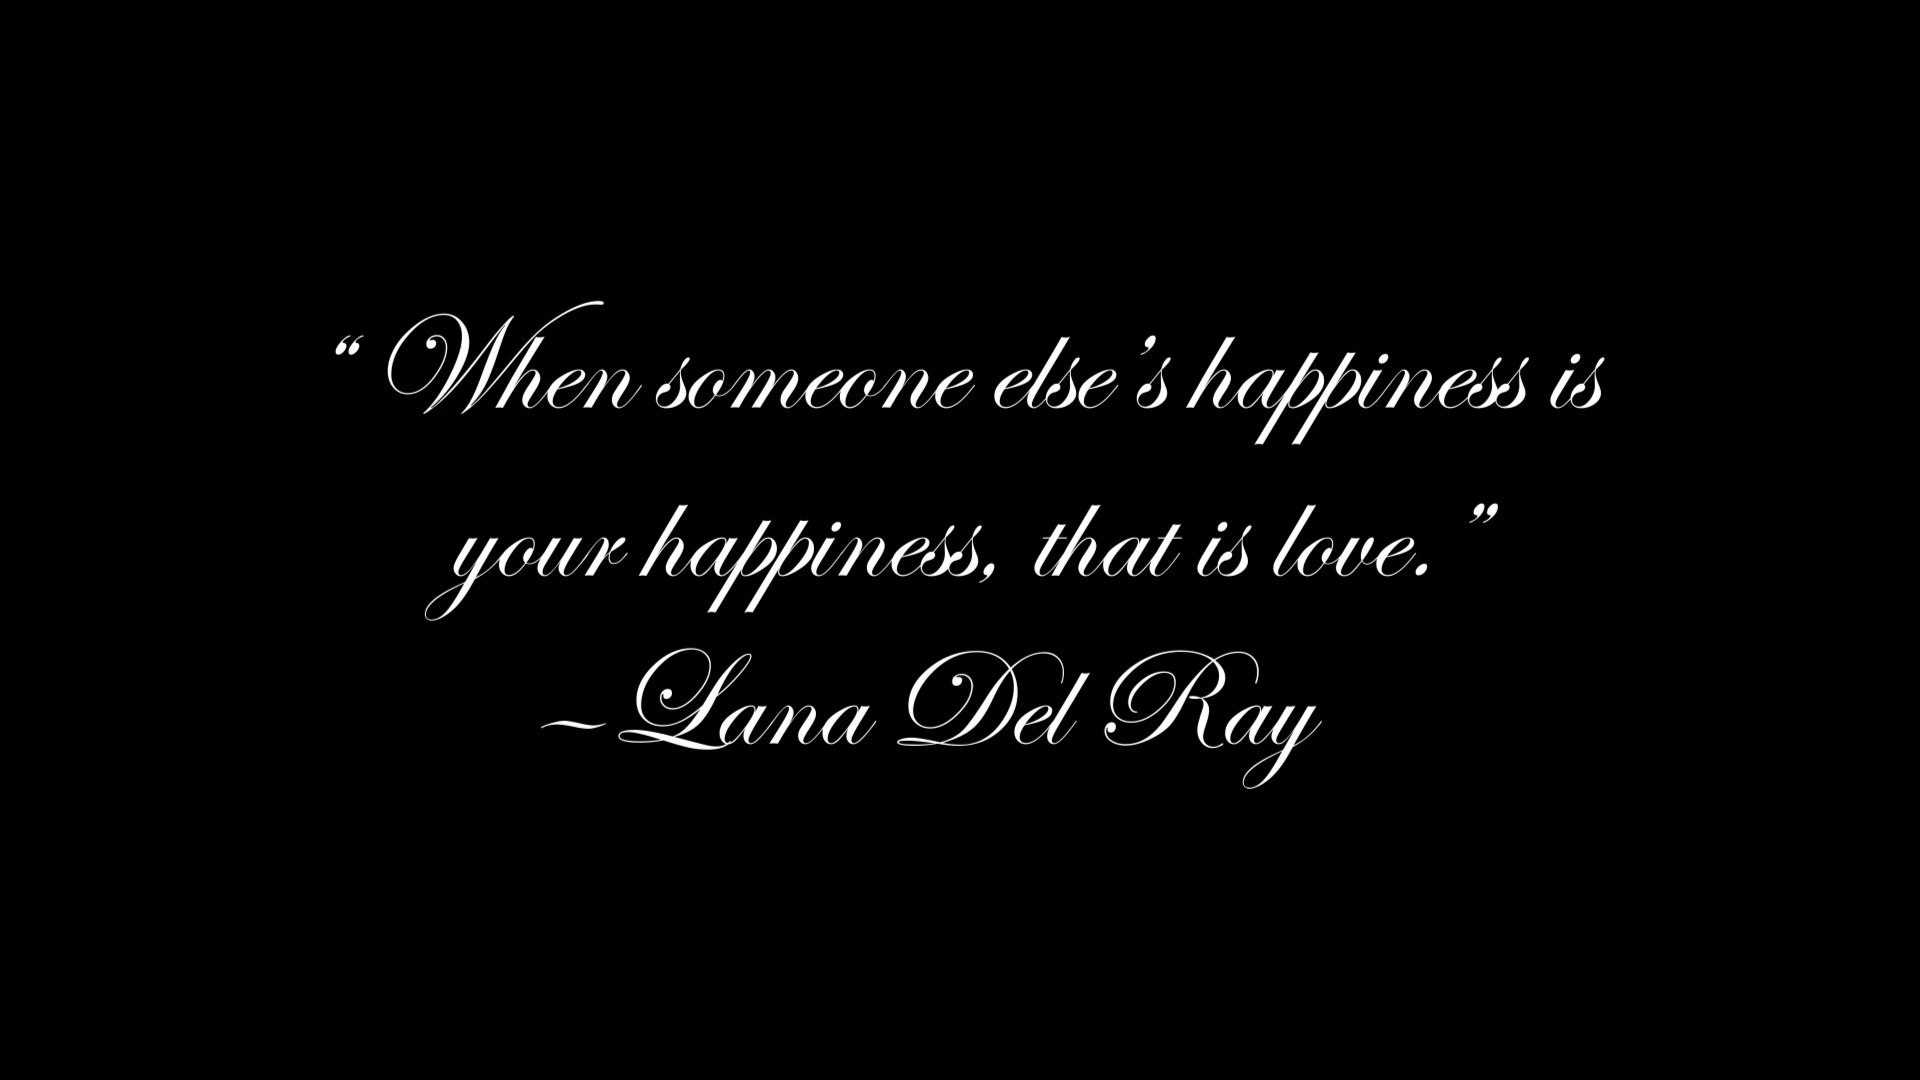 “ When someone else’s happiness is
your happiness, that is love. ”
~Lana Del Ray